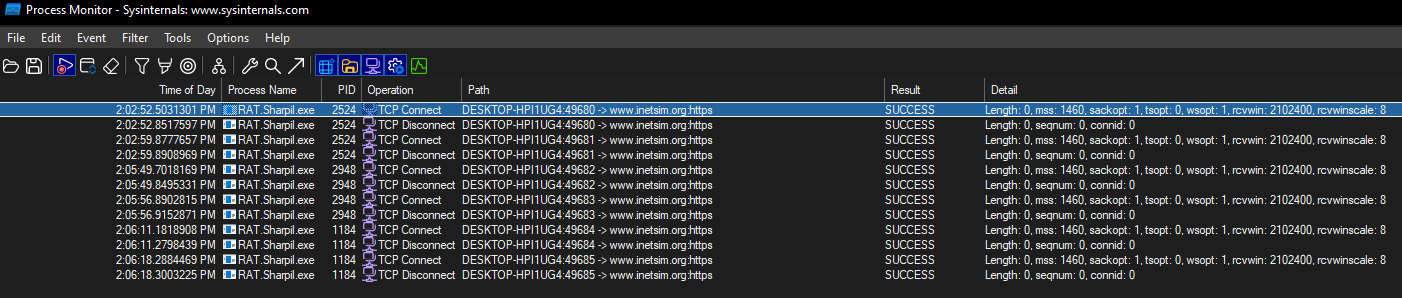 Process Monitor - Sysinternals: www.sysinternals.com
File Edit Event Filter Tools Options Help
Time of Day Process Name PID Operation Path Result Detail
2:02:52.5031301 PM RAT.Sharpil.exe 2524 TCP Connect DESKTOP-HPI1UG4:49680 -> www.inetsim.org:https SUCCESS Length: 0, mss: 1460, sackopt: 1, tsopt: 0, wsopt: 1, rcvwin: 2102400, rcvwinscale: 8
2:02:52.8517597 PM RAT.Sharpil.exe 2524 TCP Disconnect DESKTOP-HPI1UG4:49680 -> www.inetsim.org:https SUCCESS Length: 0, seqnum: 0, connid: 0
2:02:59.8777657 PM RAT.Sharpil.exe 2524 TCP Connect DESKTOP-HPI1UG4:49681 -> www.inetsim.org:https SUCCESS Length: 0, mss: 1460, sackopt: 1, tsopt: 0, wsopt: 1, rcvwin: 2102400, rcvwinscale: 8
2:02:59.8908969 PM RAT.Sharpil.exe 2524 TCP Disconnect DESKTOP-HPI1UG4:49681 -> www.inetsim.org:https SUCCESS Length: 0, seqnum: 0, connid: 0
2:05:49.7018169 PM RAT.Sharpil.exe 2948 TCP Connect DESKTOP-HPI1UG4:49682 -> www.inetsim.org:https SUCCESS Length: 0, mss: 1460, sackopt: 1, tsopt: 0, wsopt: 1, rcvwin: 2102400, rcvwinscale: 8
2:05:49.8495331 PM RAT.Sharpil.exe 2948 TCP Disconnect DESKTOP-HPI1UG4:49682 -> www.inetsim.org:https SUCCESS Length: 0, seqnum: 0, connid: 0
2:05:56.8902815 PM RAT.Sharpil.exe 2948 TCP Connect DESKTOP-HPI1UG4:49683 -> www.inetsim.org:https SUCCESS Length: 0, mss: 1460, sackopt: 1, tsopt: 0, wsopt: 1, rcvwin: 2102400, rcvwinscale: 8
2:05:56.9152871 PM RAT.Sharpil.exe 2948 TCP Disconnect DESKTOP-HPI1UG4:49683 -> www.inetsim.org:https SUCCESS Length: 0, seqnum: 0, connid: 0
2:06:11.1818908 PM RAT.Sharpil.exe 1184 TCP Connect DESKTOP-HPI1UG4:49684 -> www.inetsim.org:https SUCCESS Length: 0, mss: 1460, sackopt: 1, tsopt: 0, wsopt: 1, rcvwin: 2102400, rcvwinscale: 8
2:06:11.2798439 PM RAT.Sharpil.exe 1184 TCP Disconnect DESKTOP-HPI1UG4:49684 -> www.inetsim.org:https SUCCESS Length: 0, seqnum: 0, connid: 0
2:06:18.2884469 PM RAT.Sharpil.exe 1184 TCP Connect DESKTOP-HPI1UG4:49685 -> www.inetsim.org:https SUCCESS Length: 0, mss: 1460, sackopt: 1, tsopt: 0, wsopt: 1, rcvwin: 2102400, rcvwinscale: 8
2:06:18.3003225 PM RAT.Sharpil.exe 1184 TCP Disconnect DESKTOP-HPI1UG4:49685 -> www.inetsim.org:https SUCCESS Length: 0, seqnum: 0, connid: 0